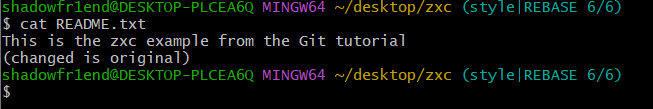 shadowfr1end@DESKTOP-PLCEA6Q MINGW64 ~/desktop/zxc (style|REBASE 6/6)
$ cat README.txt
This is the zxc example from the Git tutorial
(changed is original)
shadowfr1end@DESKTOP-PLCEA6Q MINGW64 ~/desktop/zxc (style|REBASE 6/6)
$